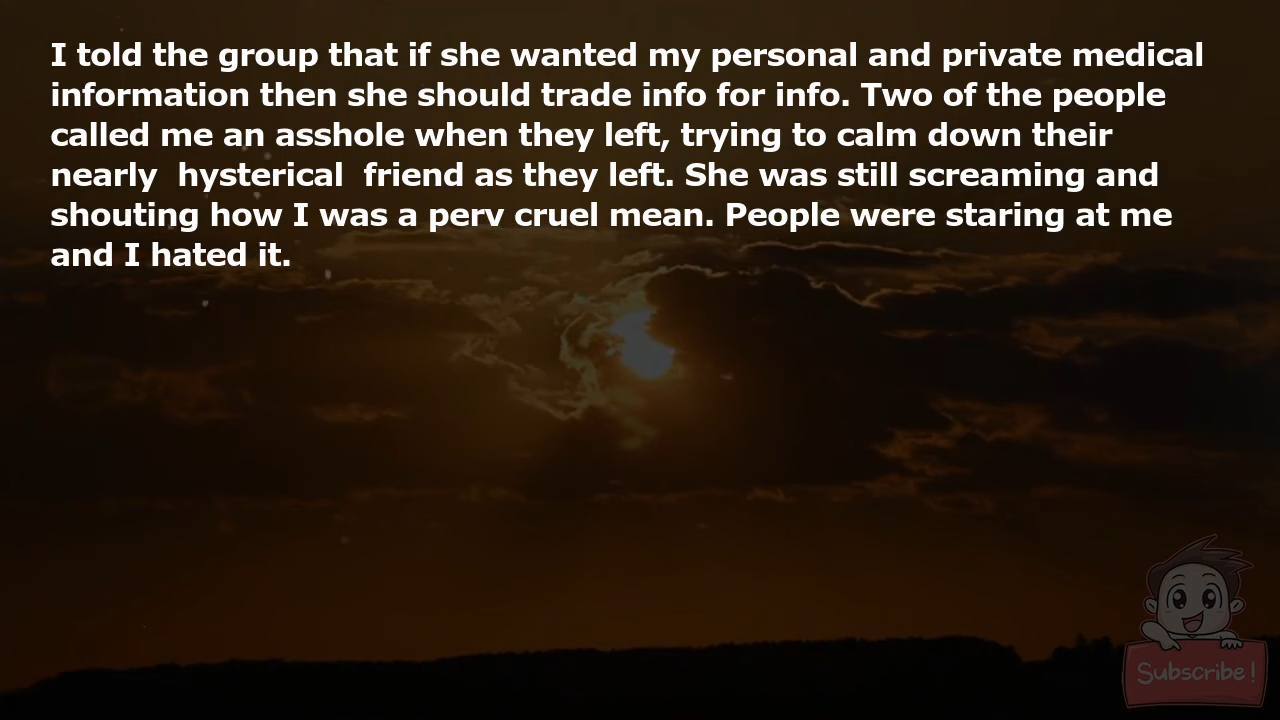 I told the group that if she wanted my personal and private medical
information then she should trade info for info. Two of the people
called me an asshole when they left, trying to calm down their
nearly  hysterical  friend as they left. She was still screaming and
shouting how I was a perv cruel mean. People were staring at me
and I hated it.
Subscribe!